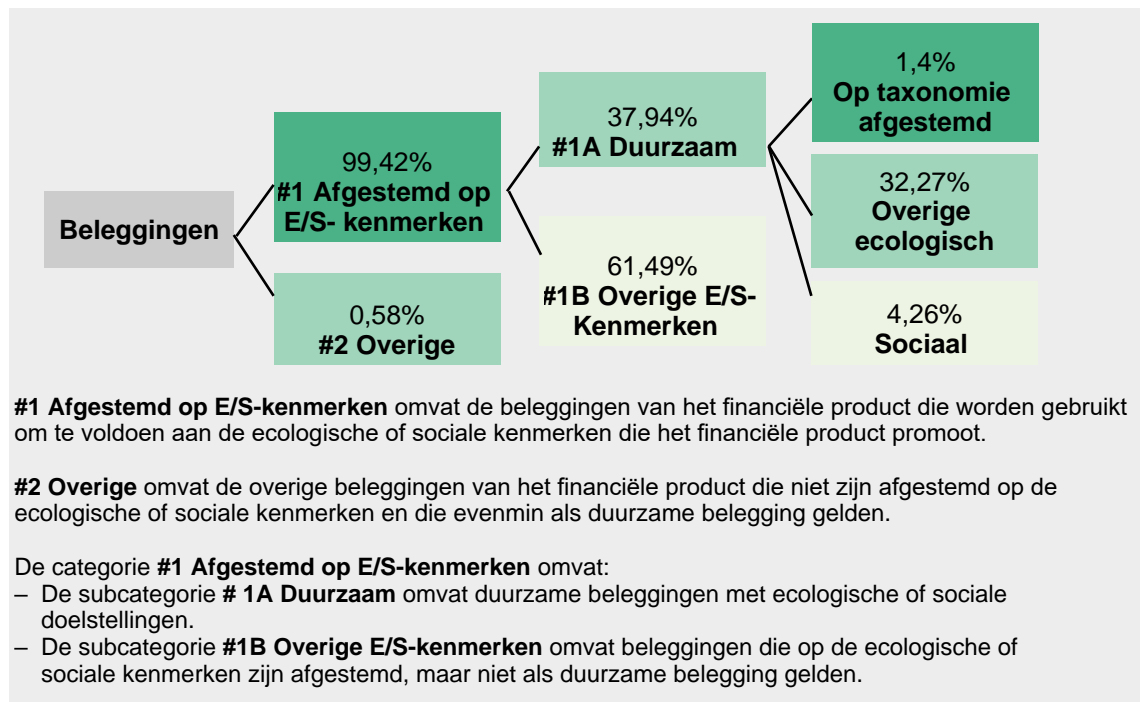 Beleggingen
99,42%
#1 Afgestemd op
E/S- kenmerken
0,58%
#2 Overige
37,94%
#1A Duurzaam
61,49%
#1B Overige E/S-
Kenmerken
1,4%
Op taxonomie
afgestemd
32,27%
Overige
ecologisch
4,26%
Sociaal
#1 Afgestemd op E/S-kenmerken omvat de beleggingen van het financiële product die worden gebruikt
om te voldoen aan de ecologische of sociale kenmerken die het financiële product promoot.
#2 Overige omvat de overige beleggingen van het financiële product die niet zijn afgestemd op de
ecologische of sociale kenmerken en die evenmin als duurzame belegging gelden.
De categorie #1 Afgestemd op E/S-kenmerken omvat:
– De subcategorie # 1A Duurzaam omvat duurzame beleggingen met ecologische of sociale
doelstellingen.
– De subcategorie #1B Overige E/S-kenmerken omvat beleggingen die op de ecologische of
sociale kenmerken zijn afgestemd, maar niet als duurzame belegging gelden.